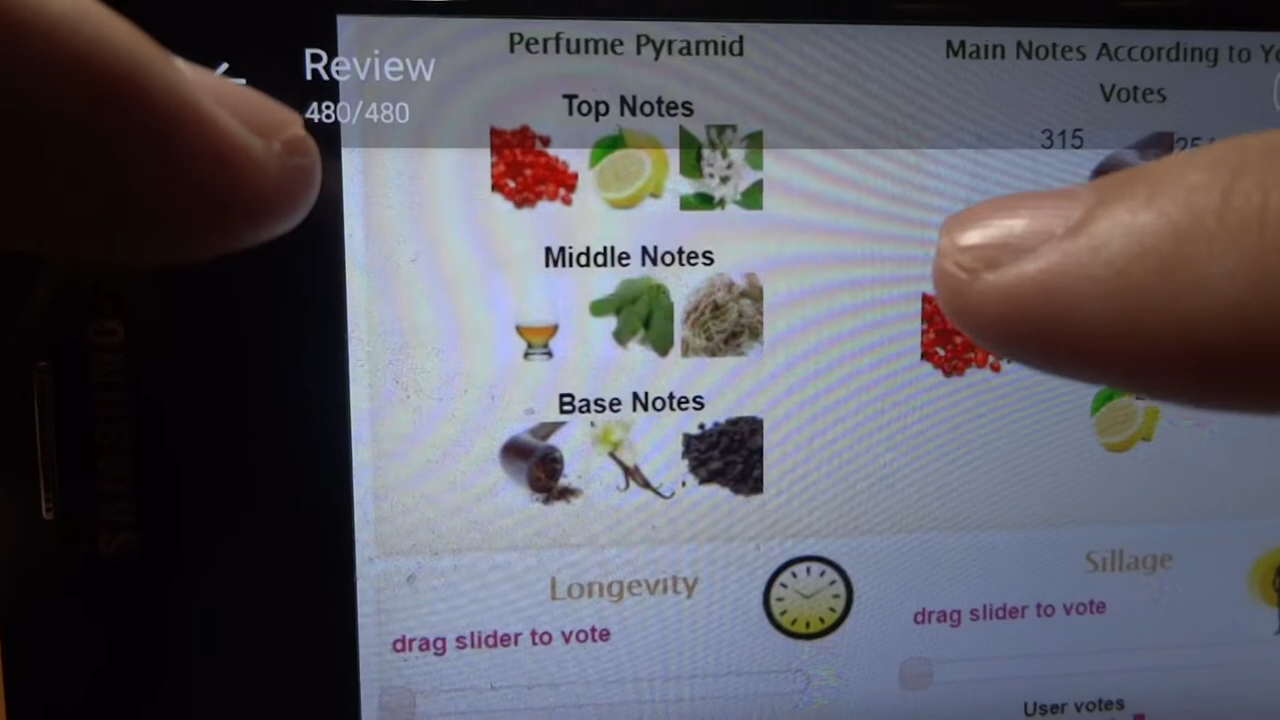 Review
480/480
Perfume Pyramid
Top Notes
Middle Notes
Base Notes
Main Notes According to
Votes
315
Longevity
drag slider to vote
Sillage
drag slider to vote
User votes
SAMSUNG